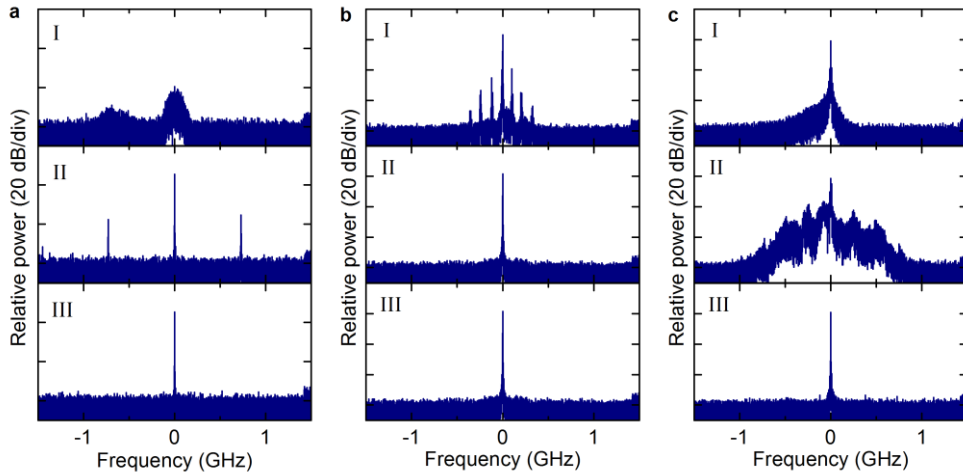 a
I
II
III
Relative power (20 dB/div)
-1 0 1
Frequency (GHz)
b
I
II
III
Relative power (20 dB/div)
-1 0 1
Frequency (GHz)
c
I
II
III
Relative power (20 dB/div)
-1 0 1
Frequency (GHz)